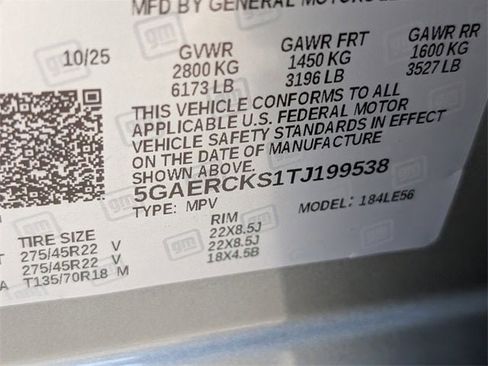 MFD BY GENERAL MOTORS
10/25 GVWR GAWR FRT GAWR RR
2800 KG 1450 KG 1600 KG
6173 LB 3196 LB 3527 LB
THIS VEHICLE CONFORMS TO ALL
APPLICABLE U.S. FEDERAL MOTOR
VEHICLE SAFETY STANDARDS IN EFFECT
ON THE DATE OF MANUFACTURE
SHOWN ABOVE.
5GAERCKS1TJ199538
TYPE: MPV MODEL: 184LE56
TIRE SIZE RIM
275/45R22 V 22X8.5J
275/45R22 V 22X8.5J
T135/70R18 M 18X4.5B
gm